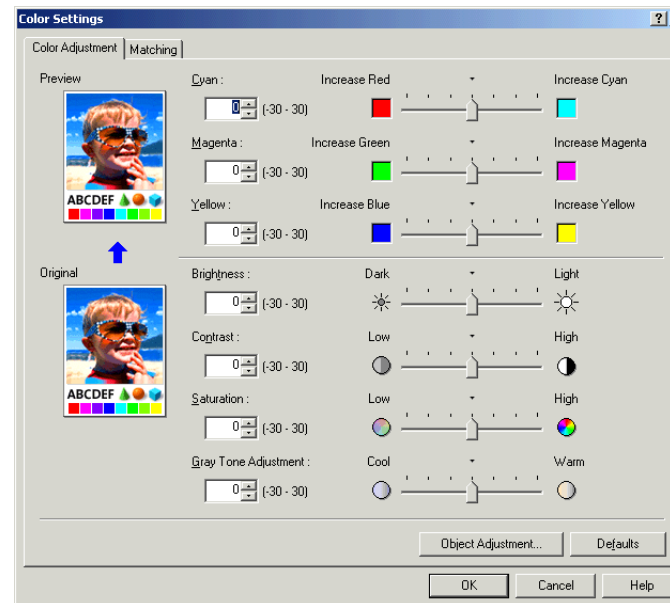 Color Settings
?
Color Adjustment Matching
Preview
Cyan : Increase Red Increase Cyan
0 (-30 - 30)
Magenta : Increase Green Increase Magenta
0 (-30 - 30)
ABCDEF
Yellow : Increase Blue Increase Yellow
0 (-30 - 30)
Original
Brightness : Dark Light
0 (-30 - 30)
Contrast : Low High
0 (-30 - 30)
ABCDEF
Saturation : Low High
0 (-30 - 30)
Gray Tone Adjustment : Cool Warm
0 (-30 - 30)
Object Adjustment... Defaults
OK Cancel Help